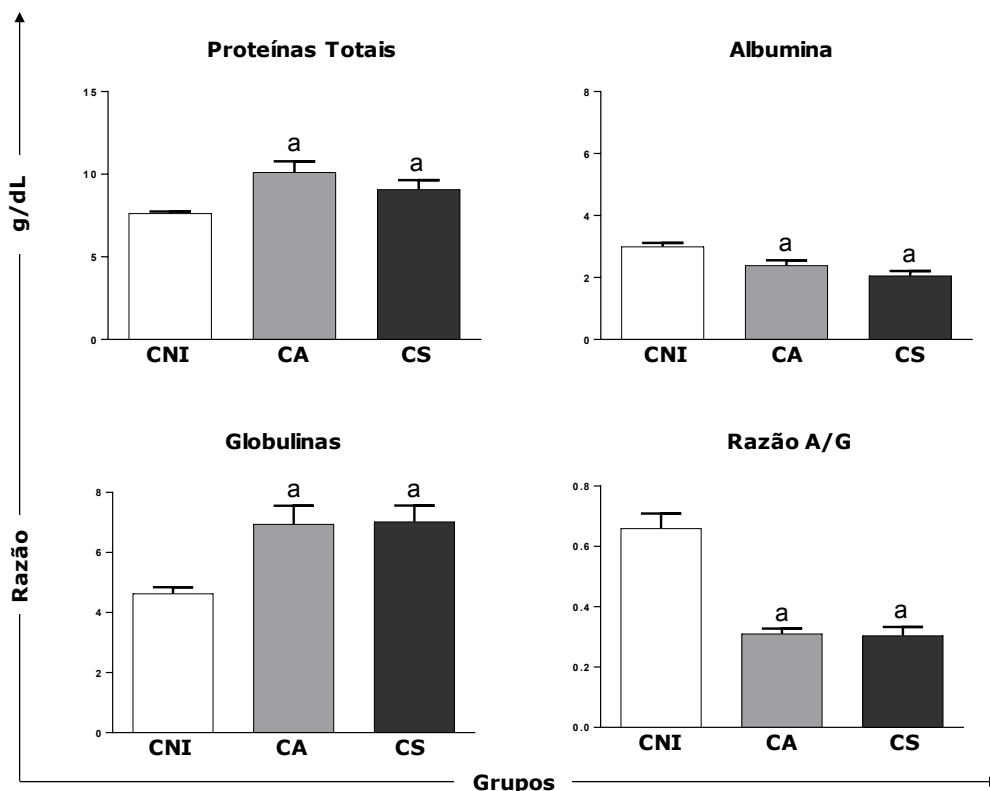 Proteínas Totais
15
10
5
0
a
a
CNI CA CS
Albumina
8
6
4
2
0
a
a
CNI CA CS
g/dL
Globulinas
8
6
4
2
0
a
a
CNI CA CS
Razão A/G
0.8
0.6
0.4
0.2
0.0
a
a
CNI CA CS
Razão
Grupos